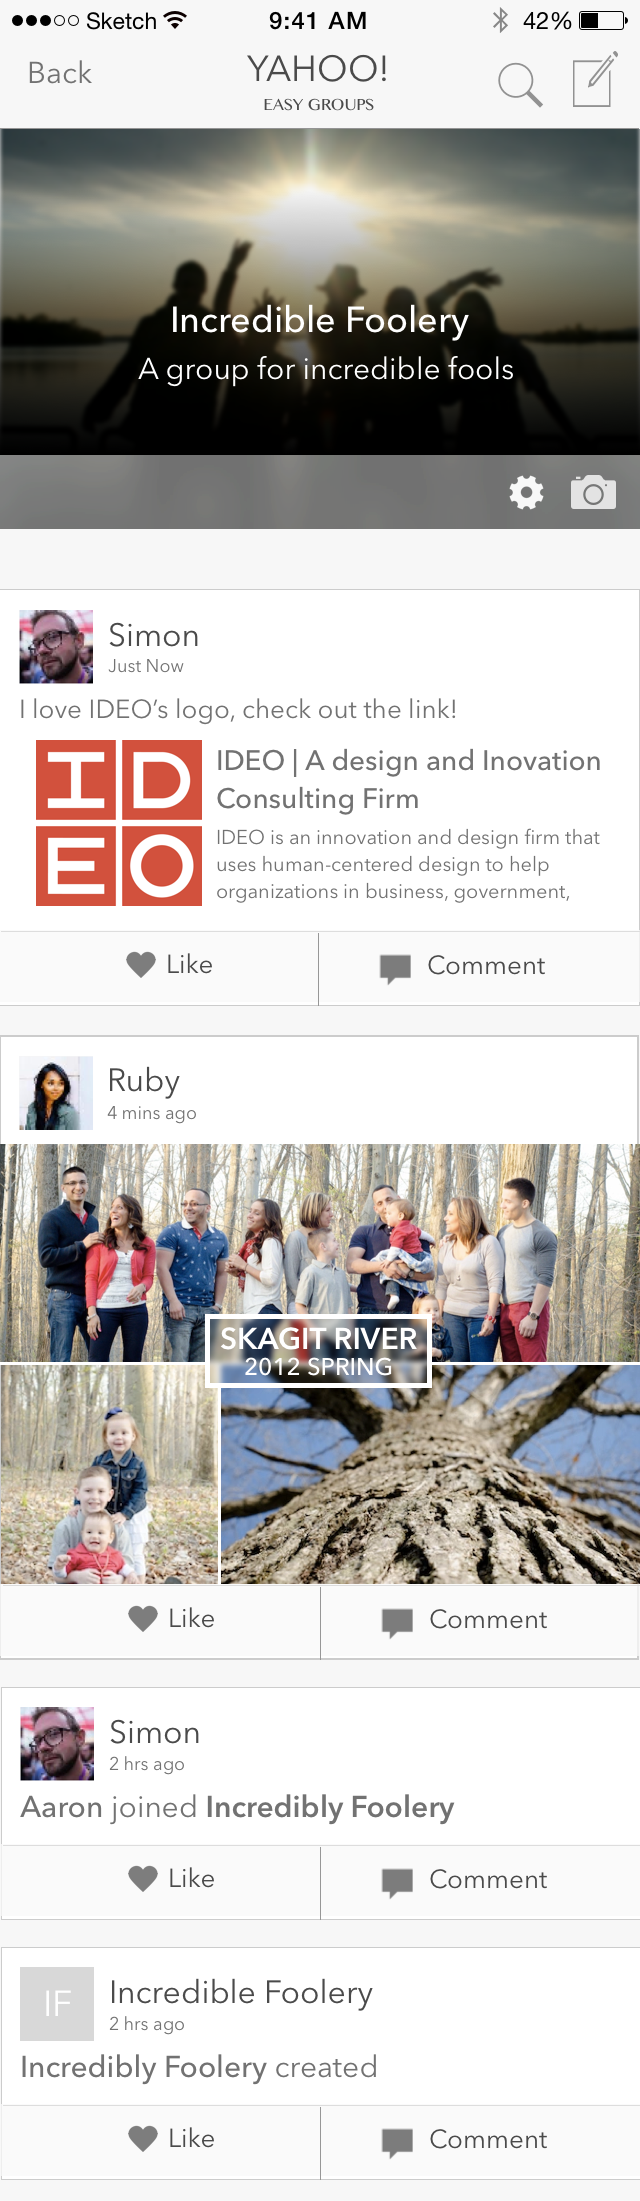 Sketch 9:41 AM 42%
Back
YAHOO!
EASY GROUPS
Incredible Foolery
A group for incredible fools
Simon
Just Now
I love IDEO's logo, check out the link!
ID
EO
IDEO | A design and Inovation
Consulting Firm
IDEO is an innovation and design firm that
uses human-centered design to help
organizations in business, government,
Like Comment
Ruby
4 mins ago
SKAGIT RIVER
2012 SPRING
Like Comment
Simon
2 hrs ago
Aaron joined Incredibly Foolery
Like Comment
IF
Incredible Foolery
2 hrs ago
Incredibly Foolery created
Like Comment